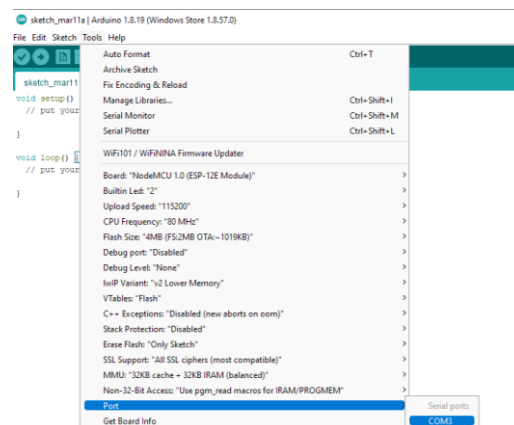 sketch_mar11a | Arduino 1.8.19 (Windows Store 1.8.57.0)
File Edit Sketch Tools Help
sketch_mar11
void setup()
// put your
}
void loop() {
// put your
}
Auto Format Ctrl+T
Archive Sketch
Fix Encoding & Reload
Manage Libraries... Ctrl+Shift+I
Serial Monitor Ctrl+Shift+M
Serial Plotter Ctrl+Shift+L
WiFi101 / WiFiNINA Firmware Updater
Board: "NodeMCU 1.0 (ESP-12E Module)"
Builtin Led: "2"
Upload Speed: "115200"
CPU Frequency: "80 MHz"
Flash Size: "4MB (FS:2MB OTA:~1019KB)"
Debug port: "Disabled"
Debug Level: "None"
lwIP Variant: "v2 Lower Memory"
VTables: "Flash"
C++ Exceptions: "Disabled (new aborts on oom)"
Stack Protection: "Disabled"
Erase Flash: "Only Sketch"
SSL Support: "All SSL ciphers (most compatible)"
MMU: "32KB cache + 32KB IRAM (balanced)"
Non-32-Bit Access: "Use pgm_read macros for IRAM/PROGMEM"
Port
Serial ports
Get Board Info
COM3